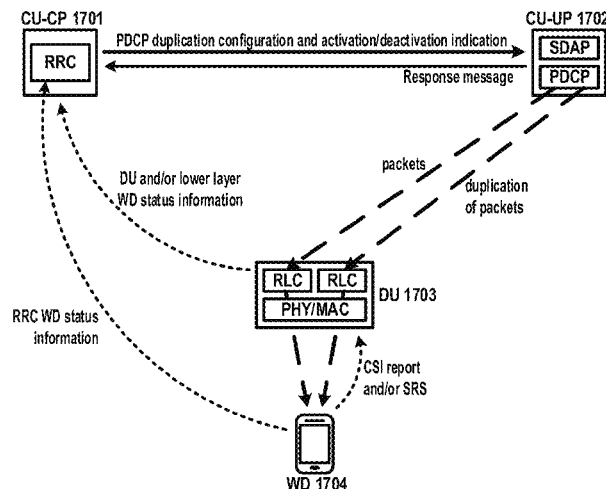 CU-CP 1701
CU-UP 1702
RRC
PDCP duplication configuration and activation/deactivation indication
SDAP
Response message
PDCP
packets
DU and/or lower layer
WD status information
duplication
of packets
RLC
RLC
DU 1703
PHY/MAC
RRC WD status
information
CSI report
and/or SRS
WD 1704